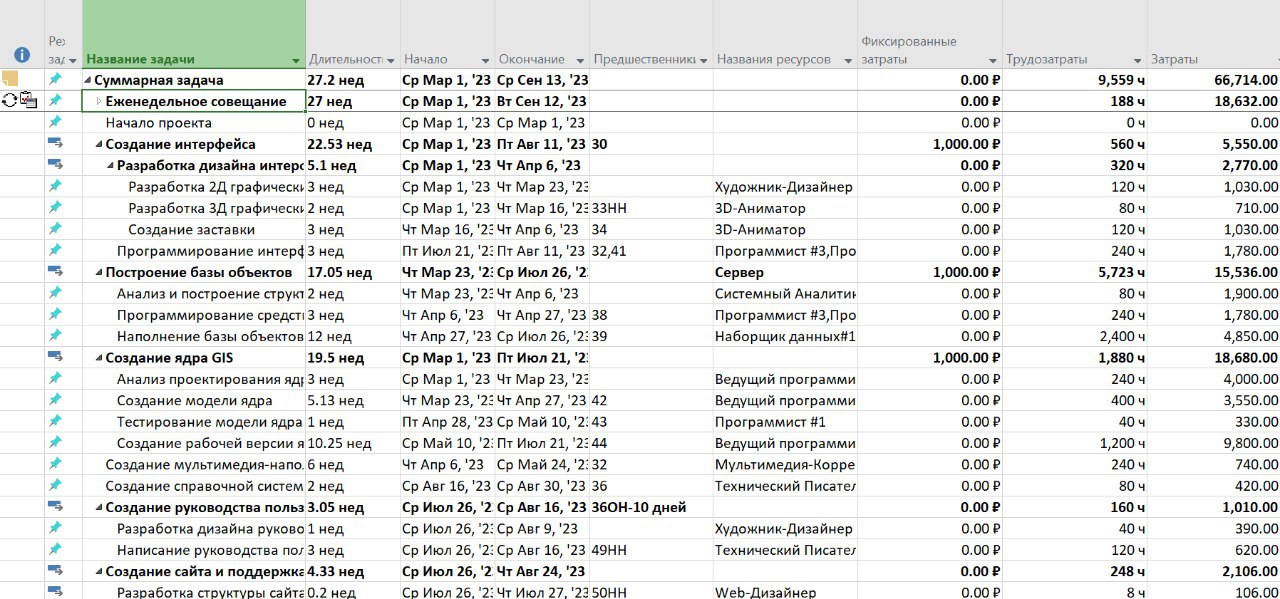 Реж
Фиксированные
зад Название задачи Длительность Начало Окончание Предшественники Названия ресурсов затраты Трудозатраты Затраты
Суммарная задача 27.2 нед Ср Мар 1, '23 Ср Сен 13, '23 0.00 ₽ 9,559 ч 66,714.00
Еженедельное совещание 27 нед Ср Мар 1, '23 Вт Сен 12, '23 0.00 ₽ 188 ч 18,632.00
Начало проекта 0 нед Ср Мар 1, '23 Ср Мар 1, '23 0.00 ₽ 0 ч 0.00
Создание интерфейса 22.53 нед Ср Мар 1, '23 Пт Авг 11, '23 30 1,000.00 ₽ 560 ч 5,550.00
Разработка дизайна интерс 5.1 нед Ср Мар 1, '23 Чт Апр 6, '23 0.00 ₽ 320 ч 2,770.00
Разработка 2Д графически 3 нед Ср Мар 1, '23 Чт Мар 23, '23 Художник-Дизайнер 0.00 ₽ 120 ч 1,030.00
Разработка 3Д графически 2 нед Ср Мар 1, '23 Чт Мар 16, '23 33НН 3D-Аниматор 0.00 ₽ 80 ч 710.00
Создание заставки 3 нед Чт Мар 16, '23 Чт Апр 6, '23 34 3D-Аниматор 0.00 ₽ 120 ч 1,030.00
Программирование интерф 3 нед Пт Июл 21, '23 Пт Авг 11, '23 32,41 Программист #3,Про 0.00 ₽ 240 ч 1,780.00
Построение базы объектов 17.05 нед Чт Мар 23, '23 Ср Июл 26, '23 Сервер 1,000.00 ₽ 5,723 ч 15,536.00
Анализ и построение структ 2 нед Чт Мар 23, '23 Чт Апр 6, '23 Системный Аналитик 0.00 ₽ 80 ч 1,900.00
Программирование средст 3 нед Чт Апр 6, '23 Чт Апр 27, '23 38 Программист #3,Про 0.00 ₽ 240 ч 1,780.00
Наполнение базы объектов 12 нед Чт Апр 27, '23 Ср Июл 26, '23 39 Наборщик данных#1 0.00 ₽ 2,400 ч 4,850.00
Создание ядра GIS 19.5 нед Ср Мар 1, '23 Пт Июл 21, '23 1,000.00 ₽ 1,880 ч 18,680.00
Анализ проектирования ядр 3 нед Ср Мар 1, '23 Чт Мар 23, '23 Ведущий программи 0.00 ₽ 240 ч 4,000.00
Создание модели ядра 5.13 нед Чт Мар 23, '23 Чт Апр 27, '23 42 Ведущий программи 0.00 ₽ 400 ч 3,550.00
Тестирование модели ядра 1 нед Пт Апр 28, '23 Ср Май 10, '23 43 Программист #1 0.00 ₽ 40 ч 330.00
Создание рабочей версии я 10.25 нед Ср Май 10, '23 Пт Июл 21, '23 44 Ведущий программи 0.00 ₽ 1,200 ч 9,800.00
Создание мультимедия-напо 6 нед Чт Апр 6, '23 Ср Май 24, '23 32 Мультимедия-Корре 0.00 ₽ 240 ч 740.00
Создание справочной систем 2 нед Ср Авг 16, '23 Ср Авг 30, '23 36 Технический Писател 0.00 ₽ 80 ч 420.00
Создание руководства польз 3.05 нед Ср Июл 26, '23 Ср Авг 16, '23 36ОН-10 дней 0.00 ₽ 160 ч 1,010.00
Разработка дизайна руково 1 нед Ср Июл 26, '23 Ср Авг 9, '23 Художник-Дизайнер 0.00 ₽ 40 ч 390.00
Написание руководства пол 3 нед Ср Июл 26, '23 Ср Авг 16, '23 49НН Технический Писател 0.00 ₽ 120 ч 620.00
Создание сайта и поддержка 4.33 нед Ср Июл 26, '2 Чт Авг 24, '23 0.00 ₽ 248 ч 2,106.00
Разработка структуры сайта 0.2 нед Ср Июл 26, '23 Чт Июл 27, '23 50НН Web-Дизайнер 0.00 ₽ 8 ч 106.00